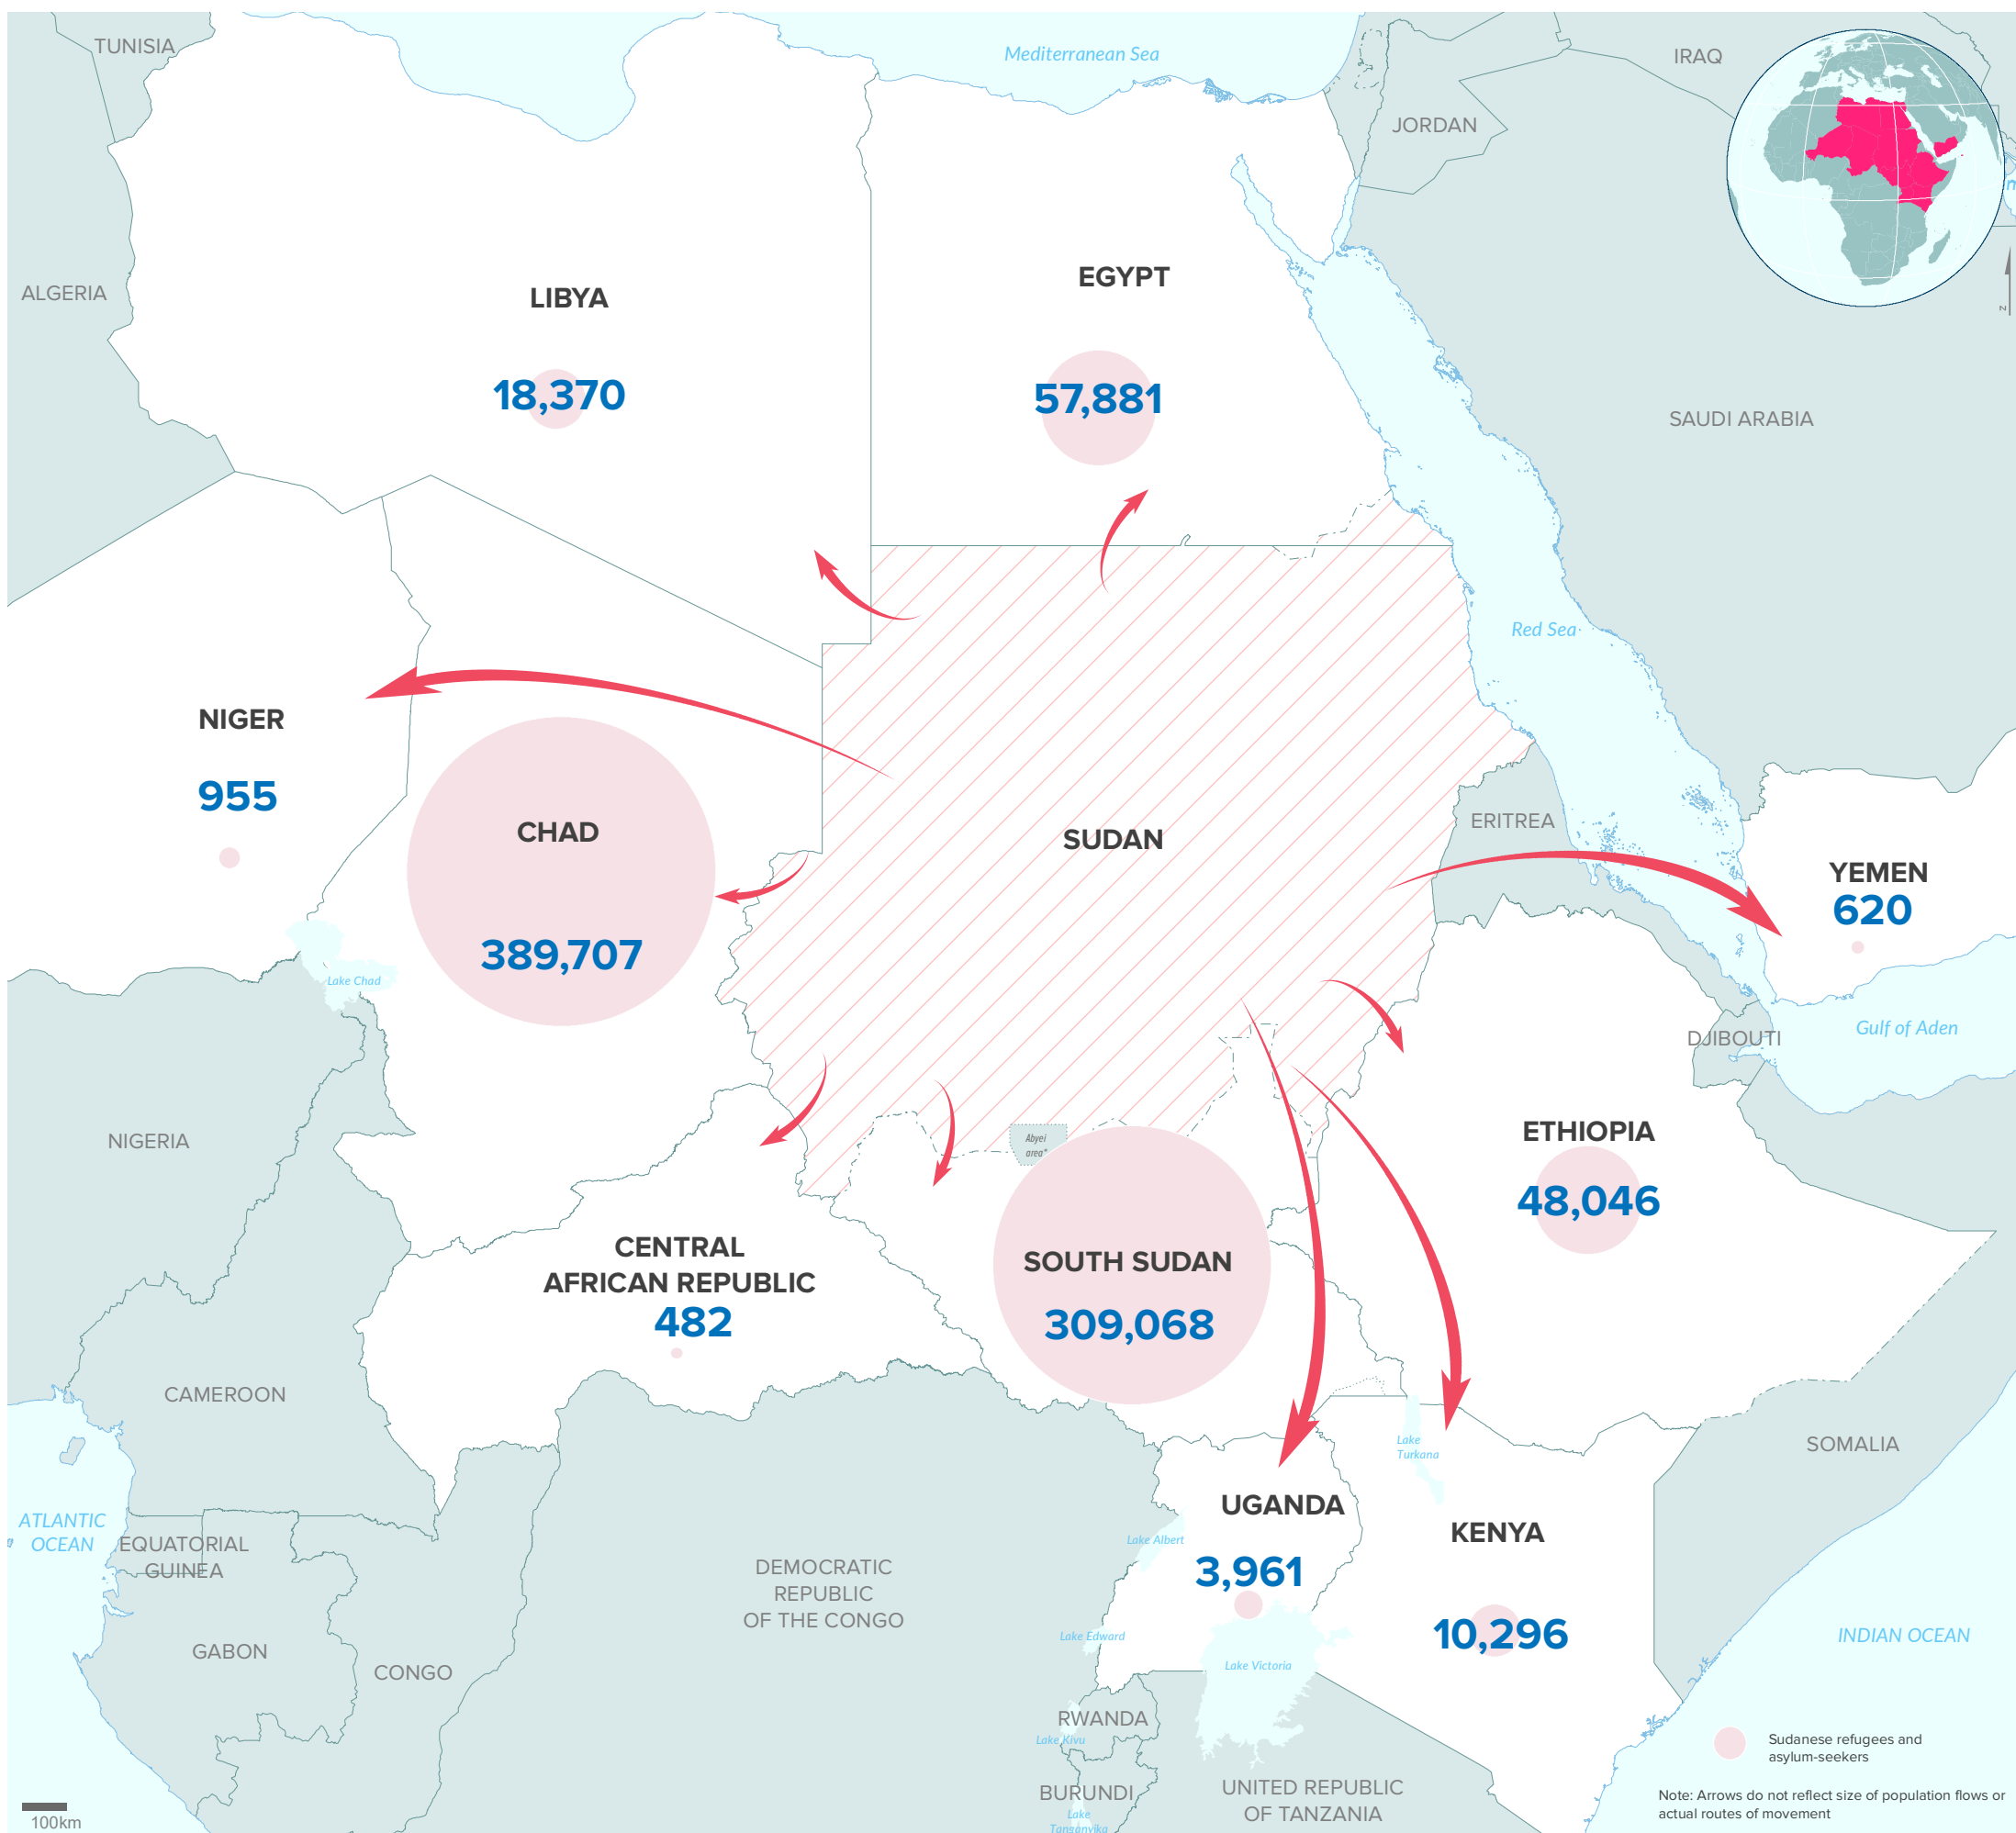 TUNISIA
Mediterranean Sea
IRAQ
JORDAN
ALGERIA
LIBYA
18,370
EGYPT
57,881
SAUDI ARABIA
Red Sea
NIGER
955
CHAD
389,707
SUDAN
ERITREA
YEMEN
620
Lake Chad
Gulf of Aden
DJIBOUTI
NIGERIA
Abyei
area*
ETHIOPIA
48,046
CENTRAL
AFRICAN REPUBLIC
482
SOUTH SUDAN
309,068
CAMEROON
SOMALIA
Lake
Turkana
UGANDA
3,961
KENYA
10,296
ATLANTIC
OCEAN
EQUATORIAL
GUINEA
Lake Albert
DEMOCRATIC
REPUBLIC
OF THE CONGO
Lake Edward
Lake Victoria
INDIAN OCEAN
GABON
CONGO
RWANDA
Lake Kivu
BURUNDI
Lake
Tanganyika
UNITED REPUBLIC
OF TANZANIA
Sudanese refugees and
asylum-seekers
Note: Arrows do not reflect size of population flows or
actual routes of movement
100km
N